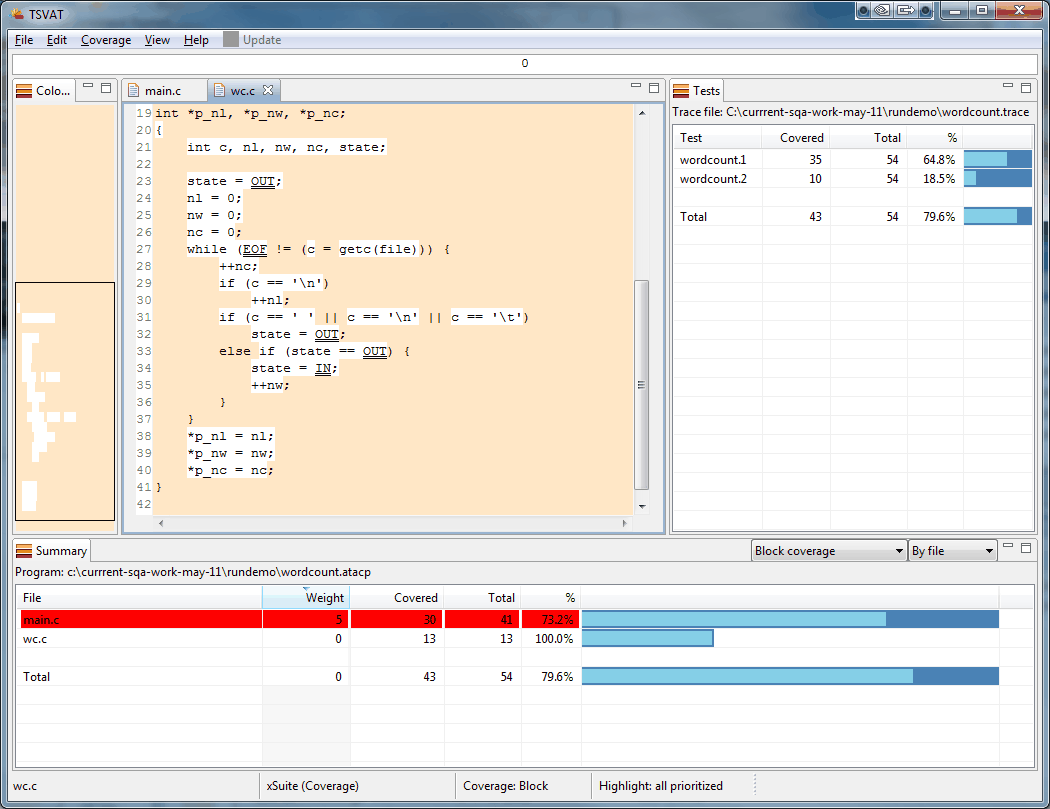 TSVAT
File Edit Coverage View Help Update
0
Colo...
main.c wc.c
19 int *p_nl, *p_nw, *p_nc;
20 {
21 int c, nl, nw, nc, state;
22
23 state = OUT;
24 nl = 0;
25 nw = 0;
26 nc = 0;
27 while (EOF != (c = getc(file))) {
28 ++nc;
29 if (c == '\n')
30 ++nl;
31 if (c == ' ' || c == '\n' || c == '\t')
32 state = OUT;
33 else if (state == OUT) {
34 state = IN;
35 ++nw;
36 }
37 }
38 *p_nl = nl;
39 *p_nw = nw;
40 *p_nc = nc;
41 }
42
Tests
Trace file: C:\currrent-sqa-work-may-11\rundemo\wordcount.trace
Test Covered Total %
wordcount.1 35 54 64.8%
wordcount.2 10 54 18.5%
Total 43 54 79.6%
Summary
Block coverage By file
Program: c:\currrent-sqa-work-may-11\rundemo\wordcount.atacp
File Weight Covered Total %
main.c 5 30 41 73.2%
wc.c 0 13 13 100.0%
Total 0 43 54 79.6%
wc.c xSuite (Coverage) Coverage: Block Highlight: all prioritized